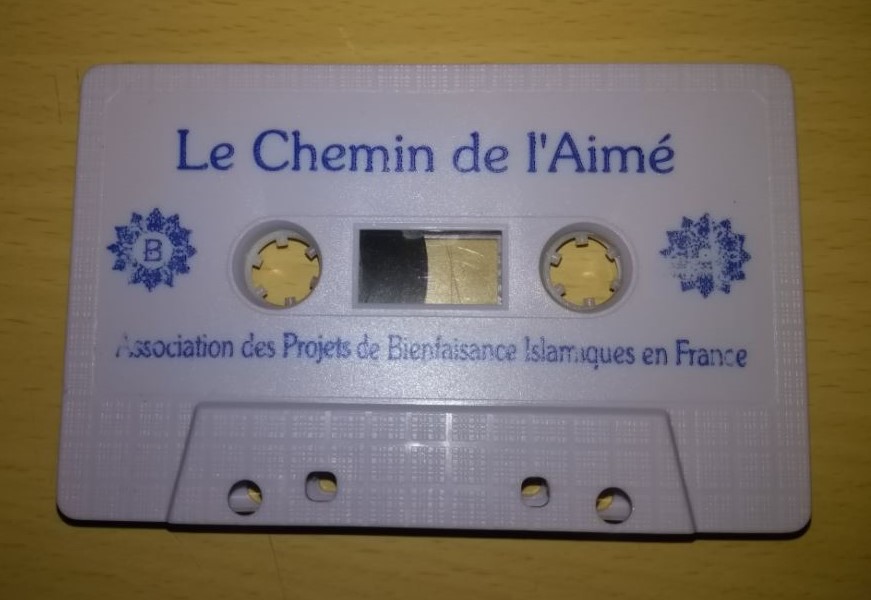 Le Chemin de l'Aimé
B
Association des Projets de Bienfaisance Islamiques en France